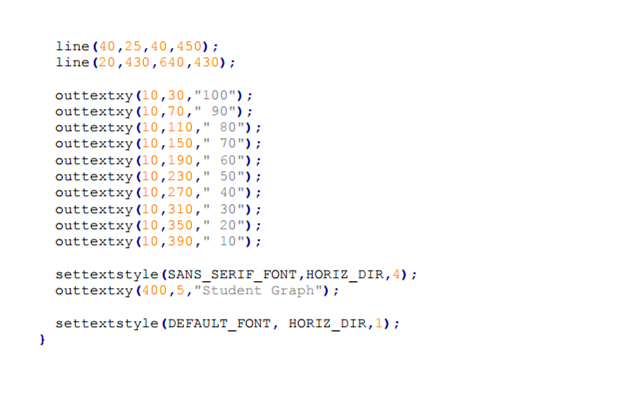 line(40,25,40,450);
line(20,430,640,430);
outtextxy(10,30,"100");
outtextxy(10,70," 90");
outtextxy(10,110," 80");
outtextxy(10,150," 70");
outtextxy(10,190," 60");
outtextxy(10,230," 50");
outtextxy(10,270," 40");
outtextxy(10,310," 30");
outtextxy(10,350," 20");
outtextxy(10,390," 10");
settextstyle(SANS_SERIF_FONT,HORIZ_DIR,4);
outtextxy(400,5,"Student Graph");
settextstyle(DEFAULT_FONT, HORIZ_DIR,1);
}